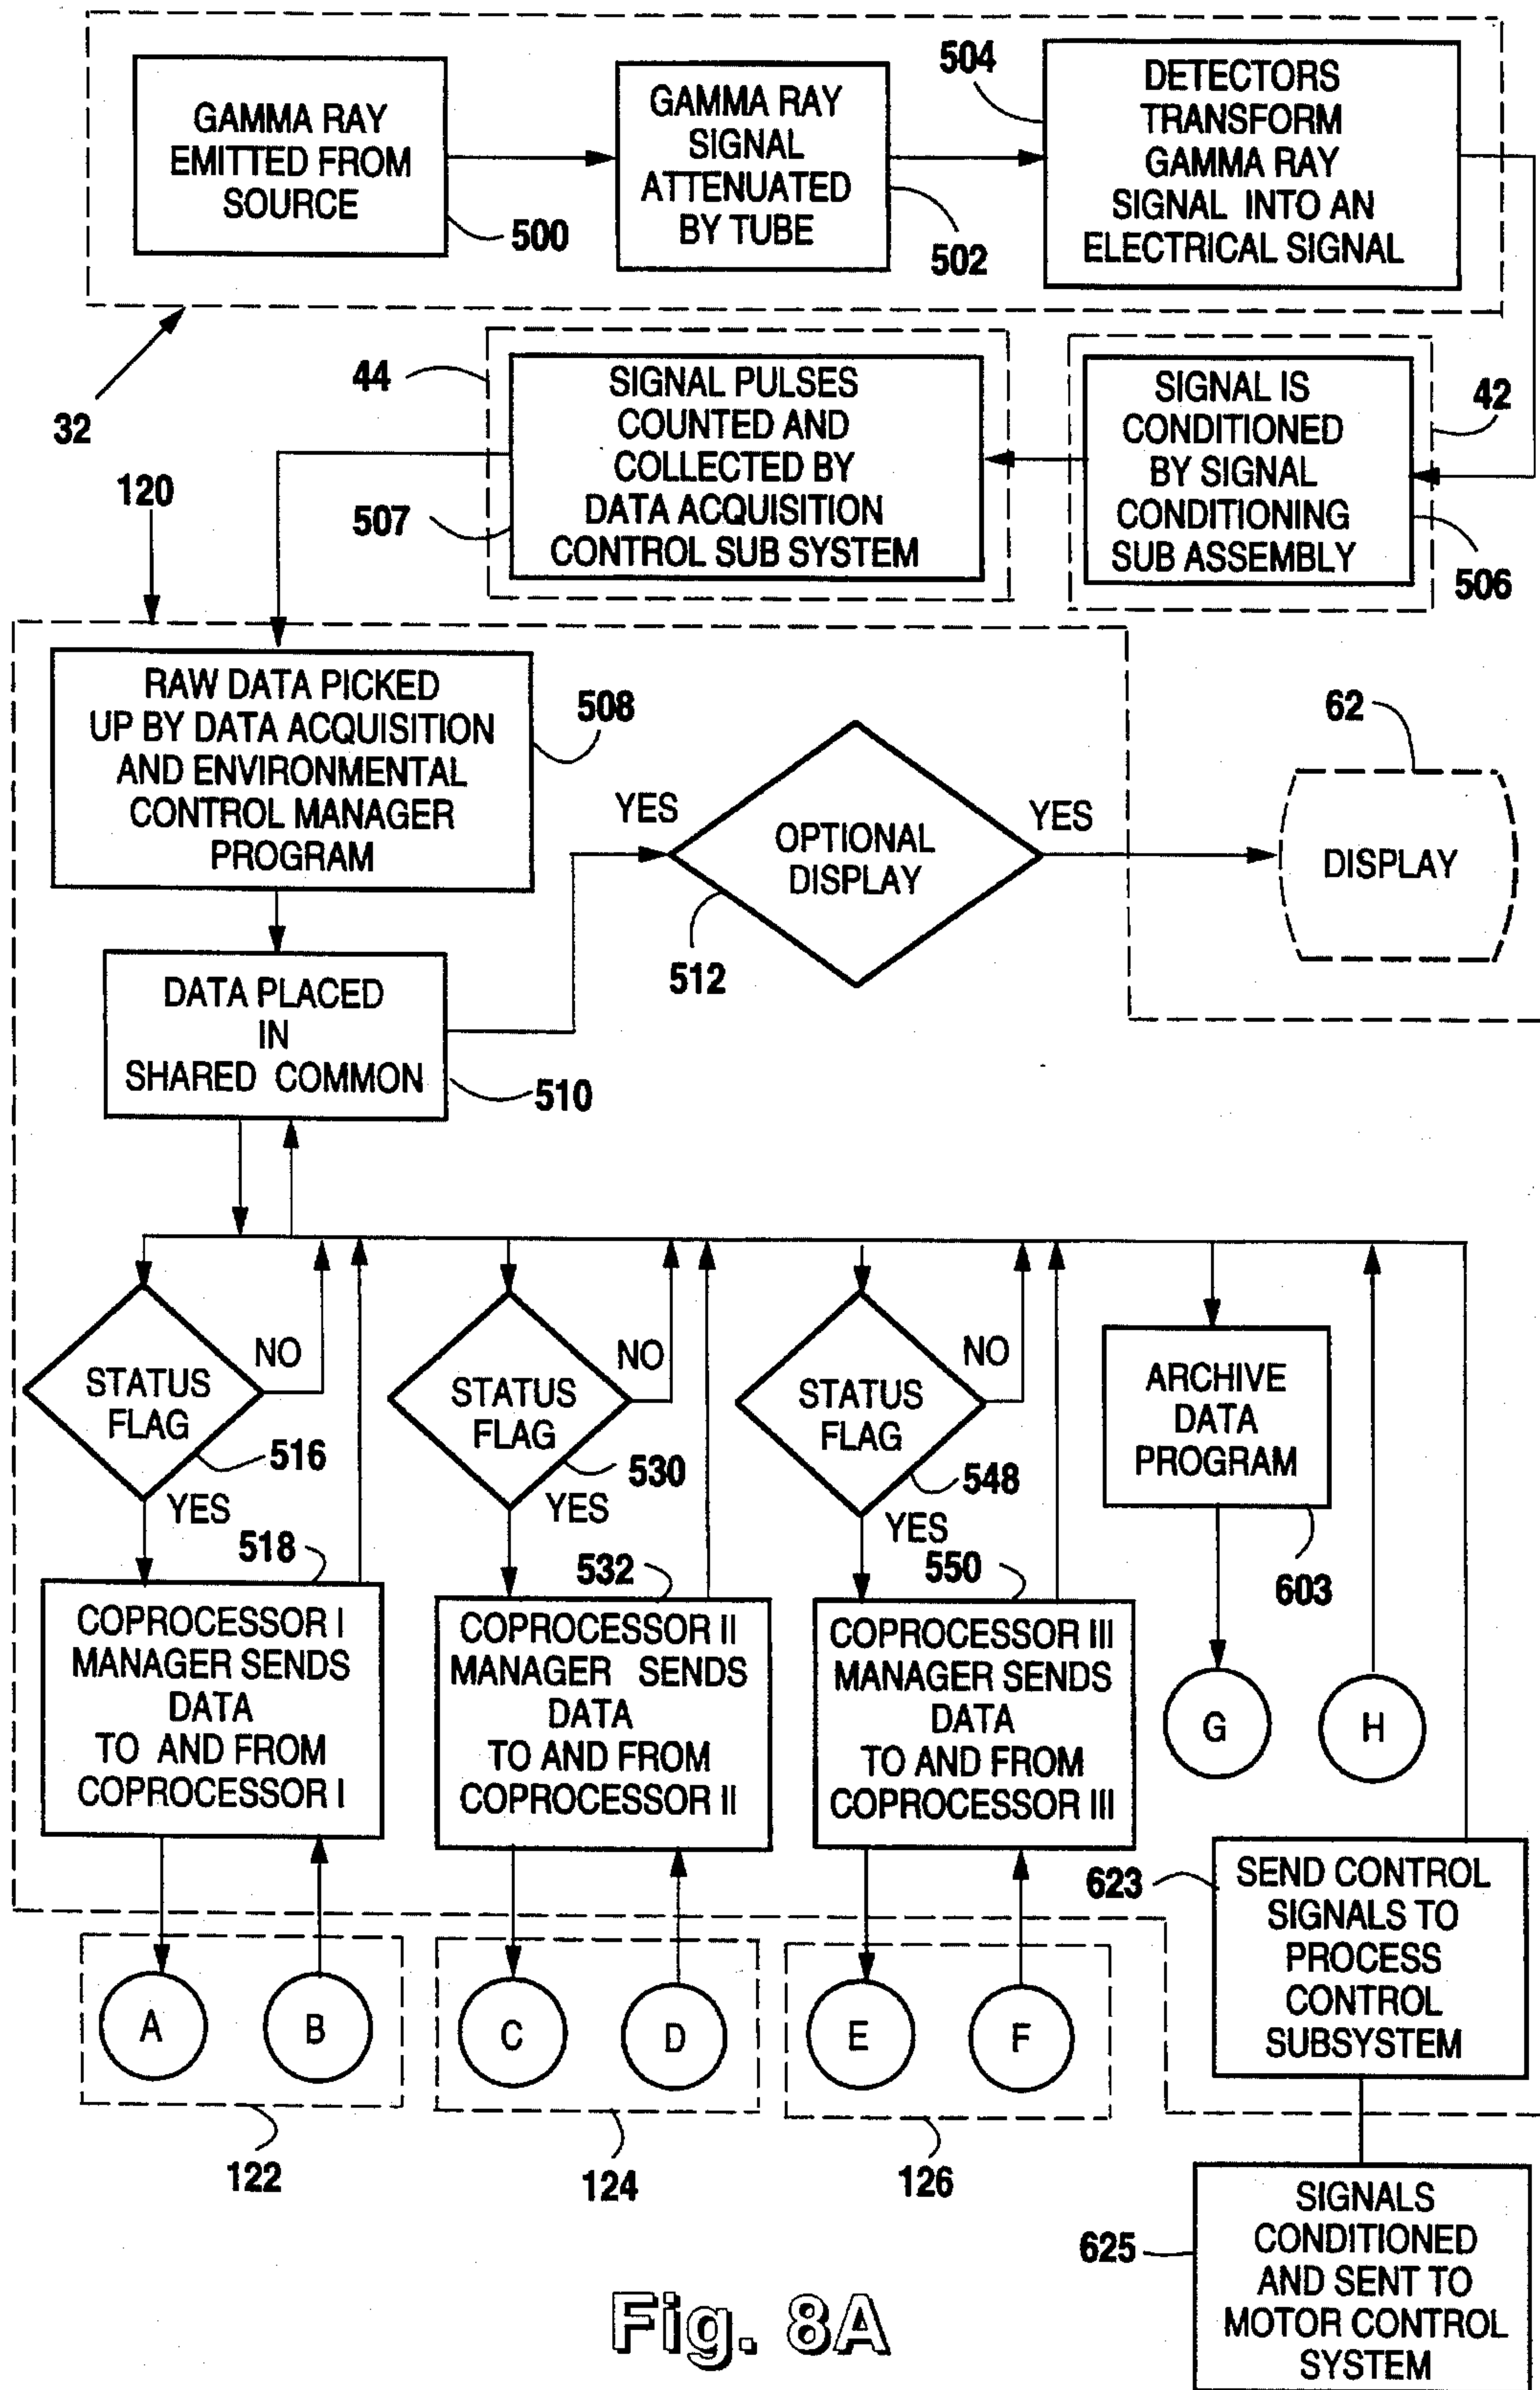 GAMMA RAY
EMITTED FROM
SOURCE
500
GAMMA RAY
SIGNAL
ATTENUATED
BY TUBE
502
504
DETECTORS
TRANSFORM
GAMMA RAY
SIGNAL INTO AN
ELECTRICAL SIGNAL
32
44
SIGNAL PULSES
COUNTED AND
COLLECTED BY
DATA ACQUISITION
CONTROL SUB SYSTEM
507
SIGNAL IS
CONDITIONED
BY SIGNAL
CONDITIONING
SUB ASSEMBLY
42
506
120
RAW DATA PICKED
UP BY DATA ACQUISITION
AND ENVIRONMENTAL
CONTROL MANAGER
PROGRAM
508
YES
OPTIONAL
DISPLAY
512
YES
62
DISPLAY
DATA PLACED
IN
SHARED COMMON
510
STATUS
FLAG
NO
516
YES
STATUS
FLAG
NO
530
YES
STATUS
FLAG
NO
548
YES
ARCHIVE
DATA
PROGRAM
603
518
COPROCESSOR I
MANAGER SENDS
DATA
TO AND FROM
COPROCESSOR I
532
COPROCESSOR II
MANAGER SENDS
DATA
TO AND FROM
COPROCESSOR II
550
COPROCESSOR III
MANAGER SENDS
DATA
TO AND FROM
COPROCESSOR III
G
H
623
SEND CONTROL
SIGNALS TO
PROCESS
CONTROL
SUBSYSTEM
A
B
C
D
E
F
122
124
126
625
SIGNALS
CONDITIONED
AND SENT TO
MOTOR CONTROL
SYSTEM
Fig. 8A